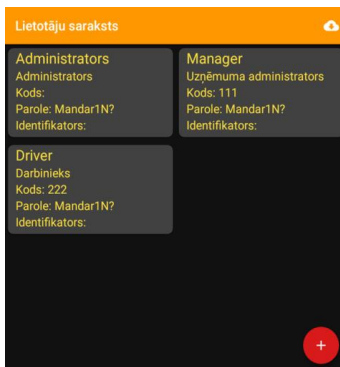 Lietotāju saraksts
Administrators
Administrators
Kods:
Parole: Mandar1N?
Identifikators:
Manager
Uzņēmuma administrators
Kods: 111
Parole: Mandar1N?
Identifikators:
Driver
Darbinieks
Kods: 222
Parole: Mandar1N?
Identifikators:
+